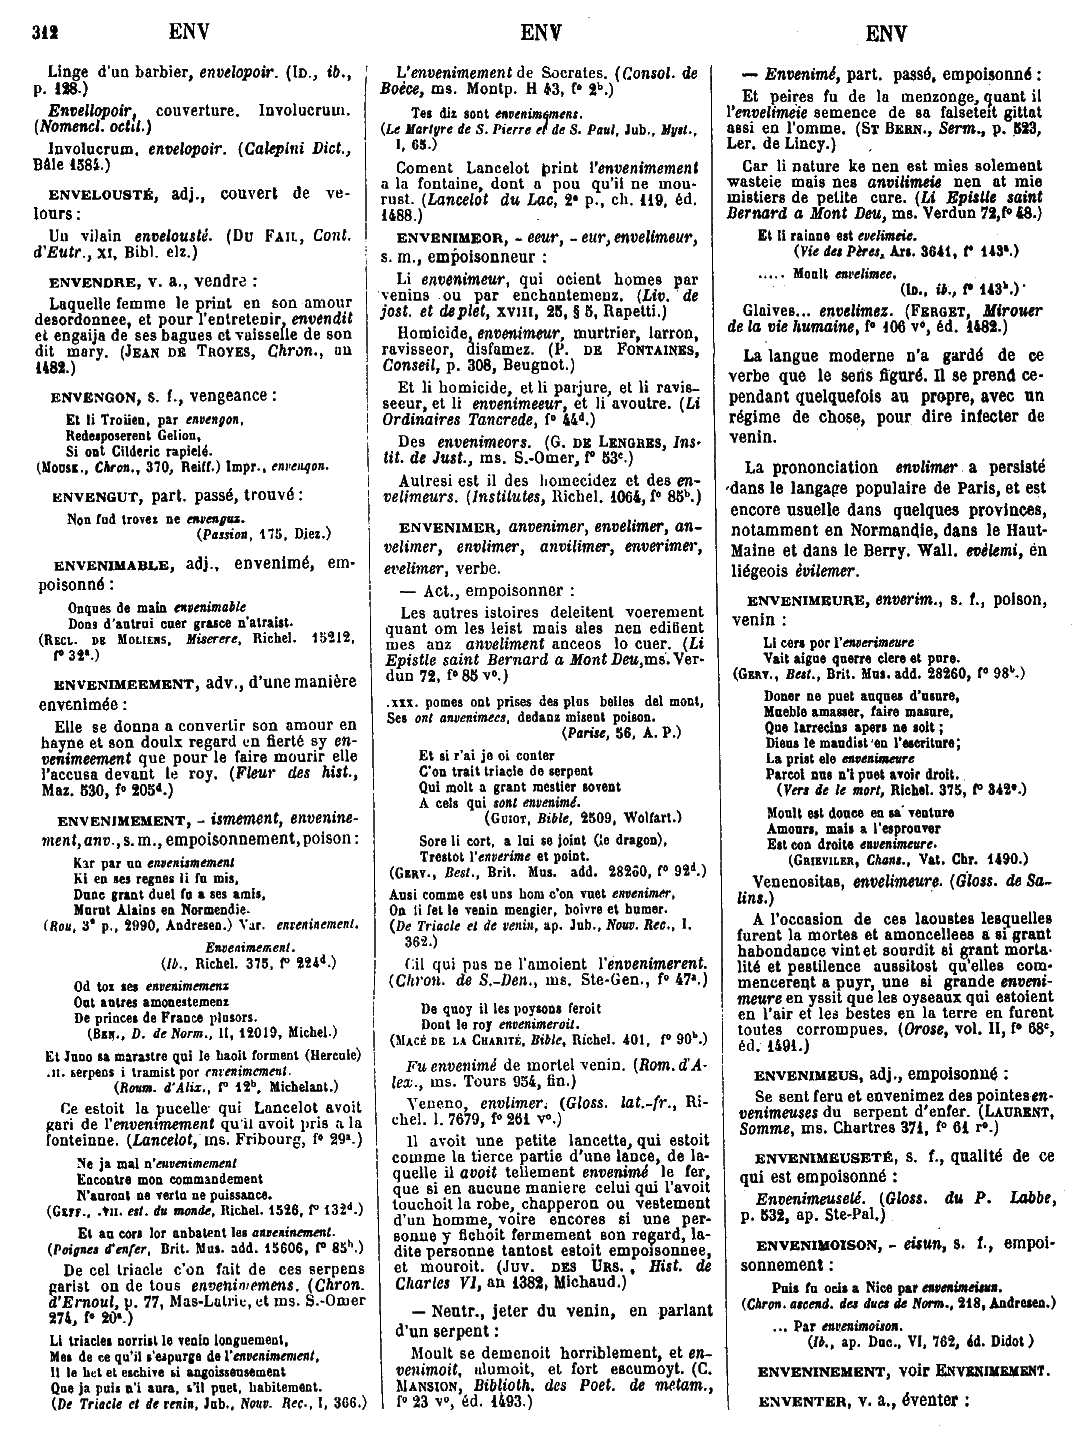 312 ENV ENV ENV
Linge d'un barbier, envelopoir. (ID., ib.,
p. 128.)
Envellopoir, couverture. Involucrum.
(Nomencl. octil.)
Involucrum, envelopoir. (Calepini Dict.,
Bâle 1584.)
ENVELOUSTÉ, adj., couvert de ve-
lours :
Un vilain envelousté. (DU FAIL, Cont.
d'Eutr., XI, Bibl. elz.)
ENVENDRE, v. a., vendre :
Laquelle femme le print en son amour
desordonnee, et pour l'entretenir, envendit
et engaija de ses bagues et vaisselle de son
dit mary. (JEAN DE TROYES, Chron., an
1482.)
ENVENGON, s. f., vengeance :
Et li Troïien, par envengon,
Redesposerent Gelion,
Si ont Cilderic rapielé.
(MOUSK., Chron., 370, Reiff.) Impr., envengon.
ENVENGUT, part. passé, trouvé :
Non fud trovez ne envenguz.
(Passion, 175, Diez.)
ENVENIMABLE, adj., envenimé, em-
poisonné :
Onques de main envenimable
Dons d'autrui cuer grasce n'atraist.
(RECL. DE MOLIENS, Miserere, Richel. 15212,
f° 32ª.)
ENVENIMEEMENT, adv., d'une manière
envenimée :
Elle se donna a convertir son amour en
hayne et son doulx regard en fierté sy en-
venimeement que pour le faire mourir elle
l'accusa devant le roy. (Fleur des hist.,
Maz. 530, f° 205ᵈ.)
ENVENIMEMENT, - ismement, envenine-
ment, anv., s. m., empoisonnement, poison :
Kar par un envenismement
Ki en ses regnes li fu mis,
Dunc grant duel fu a ses amis,
Murut Alains en Normendie.
(Rou, 3ᵉ p., 2990, Andresen.) Var. enveninement.
Envenimement.
(Ib., Richel. 375, f° 224ᵈ.)
Od toz ses envenimemenz
Out autres amonestemenz
De princes de France plusors.
(BEN., D. de Norm., II, 12019, Michel.)
Et Juno sa marastre qui le haoit forment (Hercule)
.II. serpens i tramist por envenimement.
(Roum. d'Alix., f° 12ᵇ, Michelant.)
Ce estoit la pucelle qui Lancelot avoit
gari de l'envenimement qu'il avoit pris a la
fonteinne. (Lancelot, ms. Fribourg, f° 29ª.)
Ne ja mal n'envenimement
Encontre mon commandement
N'auront ne vertu ne puissance.
(GEFF., .VII. est. du monde, Richel. 1526, f° 132ᵈ.)
Et au cors lor anbatent les anveninement.
(Poignes d'enfer, Brit. Mus. add. 15606, f° 85ᵇ.)
De cel triacle c'on fait de ces serpens
garist on de tous envenimemens. (Chron.
d'Ernoul, p. 77, Mas-Latrie, et ms. S.-Omer
274, f° 20ª.)
Li triacles norrist le venin longuement,
Mes de ce qu'il s'espurge de l'envenimement,
Il le het et eschive si angoisseusement
Que ja puis n'i aura, s'il puet, habitement.
(De Triacle et de venin, Jub., Nouv. Rec., I, 366.)
L'envenimement de Socrates. (Consol. de
Boèce, ms. Montp. H 43, f° 2ᵇ.)
Tes diz sont envenimemens.
(Le Martyre de S. Pierre et de S. Paul, Jub., Myst.,
I, 65.)
Coment Lancelot print l'envenimement
a la fontaine, dont a pou qu'il ne mou-
rust. (Lancelot du Lac, 2ᵉ p., ch. 119, éd.
1488.)
ENVENIMEOR, - eeur, - eur, envelimeur,
s. m., empoisonneur :
Li envenimeur, qui ocient homes par
venins ou par enchantemenz. (Liv. de
jost. et de plet, XVIII, 25, § 5, Rapetti.)
Homicide, envenimeur, murtrier, larron,
ravisseor, disfamez. (P. DE FONTAINES,
Conseil, p. 308, Beugnot.)
Et li homicide, et li parjure, et li ravis-
seeur, et li envenimeeur, et li avoutre. (Li
Ordinaires Tancrede, f° 44ᵈ.)
Des envenimeors. (G. DE LENGRES, Ins-
tit. de Just., ms. S.-Omer, f° 53ᶜ.)
Autresi est il des homecidez et des en-
velimeurs. (Institutes, Richel. 1064, f° 85ᵇ.)
ENVENIMER, anvenimer, envelimer, an-
velimer, envlimer, anvilimer, enverimer,
evelimer, verbe.
— Act., empoisonner :
Les autres istoires deleitent voerement
quant om les leist mais ales nen edifient
mes anz anveliment anceos lo cuer. (Li
Epistle saint Bernard a Mont Deu, ms. Ver-
dun 72, f° 85 v°.)
.XXX. pomes ont prises des plus belles del mont,
Ses ont anvenimees, dedanz misent poison.
(Parise, 56, A. P.)
Et si r'ai je oi conter
C'on trait triacle de serpent
Qui molt a grant mestier sovent
A cels qui sont envenimé.
(GUIOT, Bible, 2509, Wolfart.)
Sore li cort, a lui se joint (le dragon),
Trestot l'enverime et point.
(GERV., Best., Brit. Mus. add. 28260, f° 92ᵈ.)
Ausi comme est uns hom c'on vuet envenimer,
On li fet le venin mengier, boivre et humer.
(De Triacle et de venin, ap. Jub., Nouv. Rec., I.
362.)
Cil qui pas ne l'amoient l'envenimerent.
(Chron. de S.-Den., ms. Ste-Gen., f° 47ª.)
De quoy il les poysons feroit
Dont le roy envenimeroit.
(MACÉ DE LA CHARITÉ, Bible, Richel. 401, f° 90ᵇ.)
Fu envenimé de mortel venin. (Rom. d'A-
lex., ms. Tours 954, fin.)
Veneno, envlimer. (Gloss. lat.-fr., Ri-
chel. l. 7679, f° 261 v°.)
Il avoit une petite lancette, qui estoit
comme la tierce partie d'une lance, de la-
quelle il avoit tellement envenimé le fer,
que si en aucune maniere celui qui l'avoit
touchoit la robe, chapperon ou vestement
d'un homme, voire encores si une per-
sonne y fichoit fermement son regard, la-
dite personne tantost estoit empoisonnee,
et mouroit. (JUV. DES URS., Hist. de
Charles VI, an 1382, Michaud.)
— Neutr., jeter du venin, en parlant
d'un serpent :
Moult se demenoit horriblement, et en-
venimoit, alumoit, et fort escumoyt. (C.
MANSION, Biblioth. des Poet. de metam.,
f° 23 v°, éd. 1493.)
— Envenimé, part. passé, empoisonné :
Et peires fu de la menzonge, quant il
l'envelimeie semence de sa falseteit gittat
assi en l'omme. (ST BERN., Serm., p. 523,
Ler. de Lincy.)
Car li nature ke nen est mies solement
wasteie mais nes anvilimeie nen at mie
mistiers de petite cure. (Li Epistle saint
Bernard a Mont Deu, ms. Verdun 72, f° 48.)
Et li rainne est evelimeie.
(Vie des Pères, Ars. 3641, f° 143ª.)
..... Moult envelimee.
(ID., ib., f° 143ᵇ.)
Glaives... envelimez. (FERGET, Mirouer
de la vie humaine, f° 106 v°, éd. 1482.)
La langue moderne n'a gardé de ce
verbe que le sens figuré. Il se prend ce-
pendant quelquefois au propre, avec un
régime de chose, pour dire infecter de
venin.
La prononciation envlimer a persisté
dans le langage populaire de Paris, et est
encore usuelle dans quelques provinces,
notamment en Normandie, dans le Haut-
Maine et dans le Berry. Wall. evèlemi, en
liégeois èvilemer.
ENVENIMEURE, enverim., s. f., poison,
venin :
Li cers por l'enverimeure
Vait aigue querre clere et pure.
(GERV., Best., Brit. Mus. add. 28260, f° 98ᵇ.)
Doner ne puet auques d'usure,
Mueble amasser, faire masure,
Que larrecins apers ne soit ;
Dieus le maudist en l'escriture;
La prist ele envenimeure
Parcoi nus n'i puet avoir droit.
(Vers de le mort, Richel. 375, f° 342ᵉ.)
Moult est douce en sa venture
Amours, mais a l'esprouver
Est con droite envenimeure.
(GRIEVILER, Chans., Vat. Chr. 1490.)
Venenositas, envelimeure. (Gloss. de Sa-
lins.)
A l'occasion de ces laoustes lesquelles
furent la mortes et amoncellees a si grant
habondance vint et sourdit si grant morta-
lité et pestilence aussitost qu'elles com-
mencerent a puyr, une si grande enveni-
meure en yssit que les oyseaux qui estoient
en l'air et les bestes en la terre en furent
toutes corrompues. (Orose, vol. II, f° 68ᶜ,
éd. 1491.)
ENVENIMEUS, adj., empoisonné :
Se sent feru et envenimez des pointes en-
venimeuses du serpent d'enfer. (LAURENT,
Somme, ms. Chartres 371, f° 61 r°.)
ENVENIMEUSETÉ, s. f., qualité de ce
qui est empoisonné :
Envenimeuseté. (Gloss. du P. Labbe,
p. 532, ap. Ste-Pal.)
ENVENIMOISON, - eisun, s. f., empoi-
sonnement :
Puis fu ocis a Nice par envenimeisun.
(Chron. ascend. des ducs de Norm., 218, Andresen.)
... Par envenimoison.
(Ib., ap. Duc., VI, 762, éd. Didot)
ENVENINEMENT, voir ENVENIMEMENT.
ENVENTER, v. a., éventer :